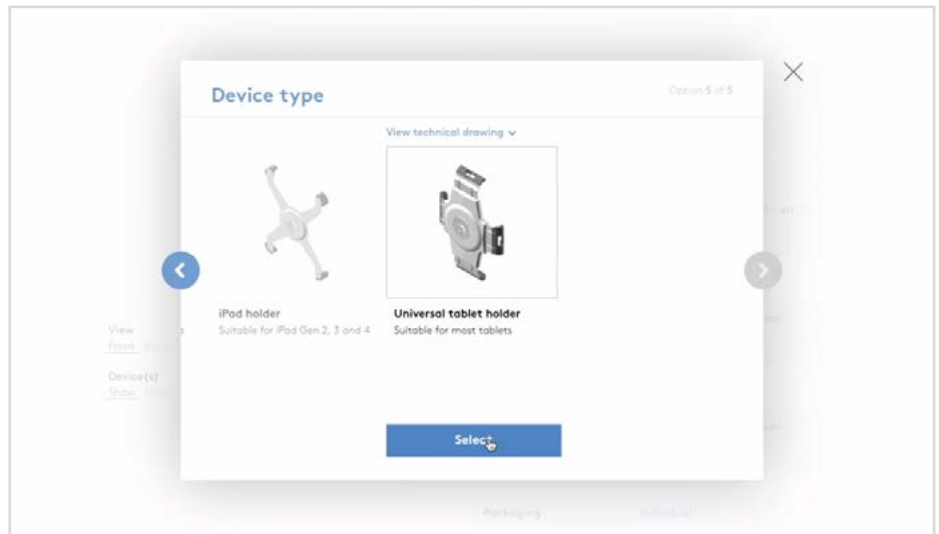 Device type
Option 5 of 5
View technical drawing
iPad holder
Suitable for iPad Gen 2, 3 and 4
Universal tablet holder
Suitable for most tablets
View
Front
Device(s)
Show
Select
Packaging
Individual